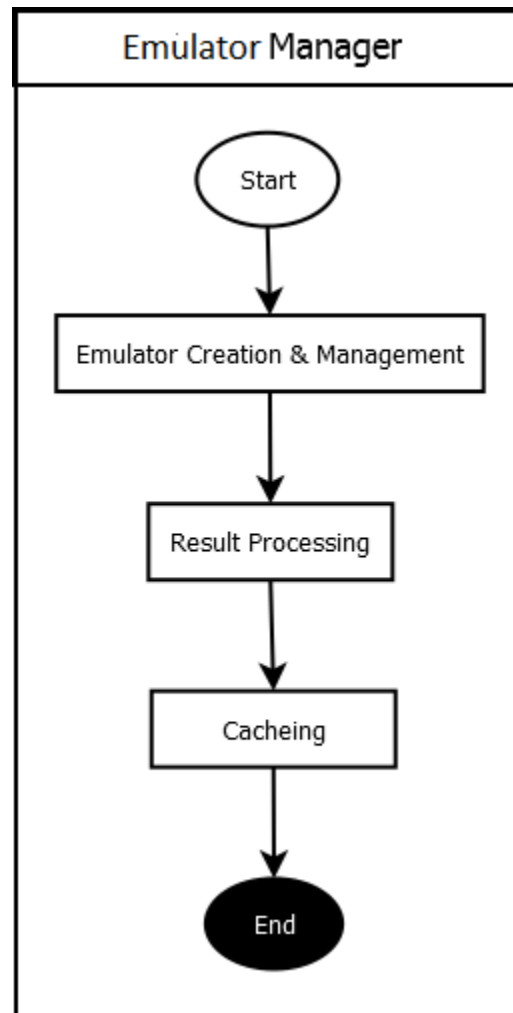 Emulator Manager
Start
Emulator Creation & Management
Result Processing
Cacheing
End